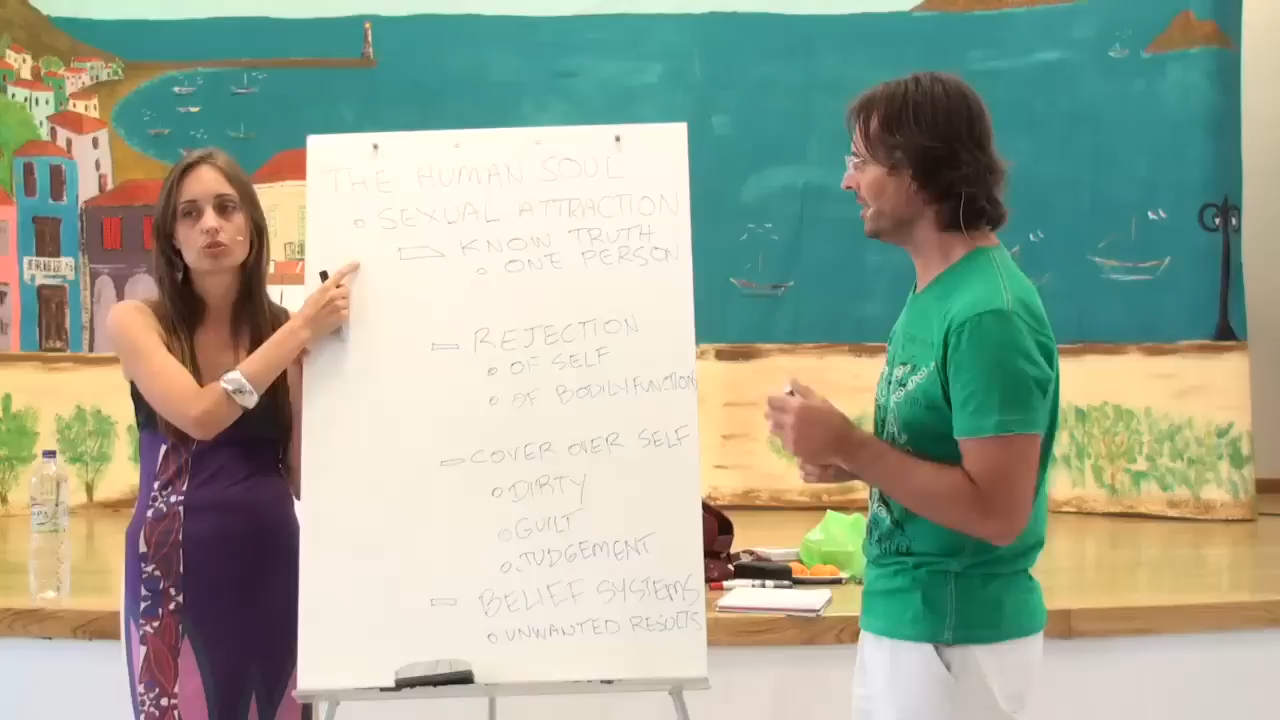 THE HUMAN SOUL
o SEXUAL ATTRACTION
KNOW TRUTH
o ONE PERSON
REJECTION
o OF SELF
o OF BODILY FUNCTIONS
COVER OVER SELF
o DIRTY
o GUILT
o JUDGEMENT
BELIEF SYSTEMS
o UNWANTED RESULTS